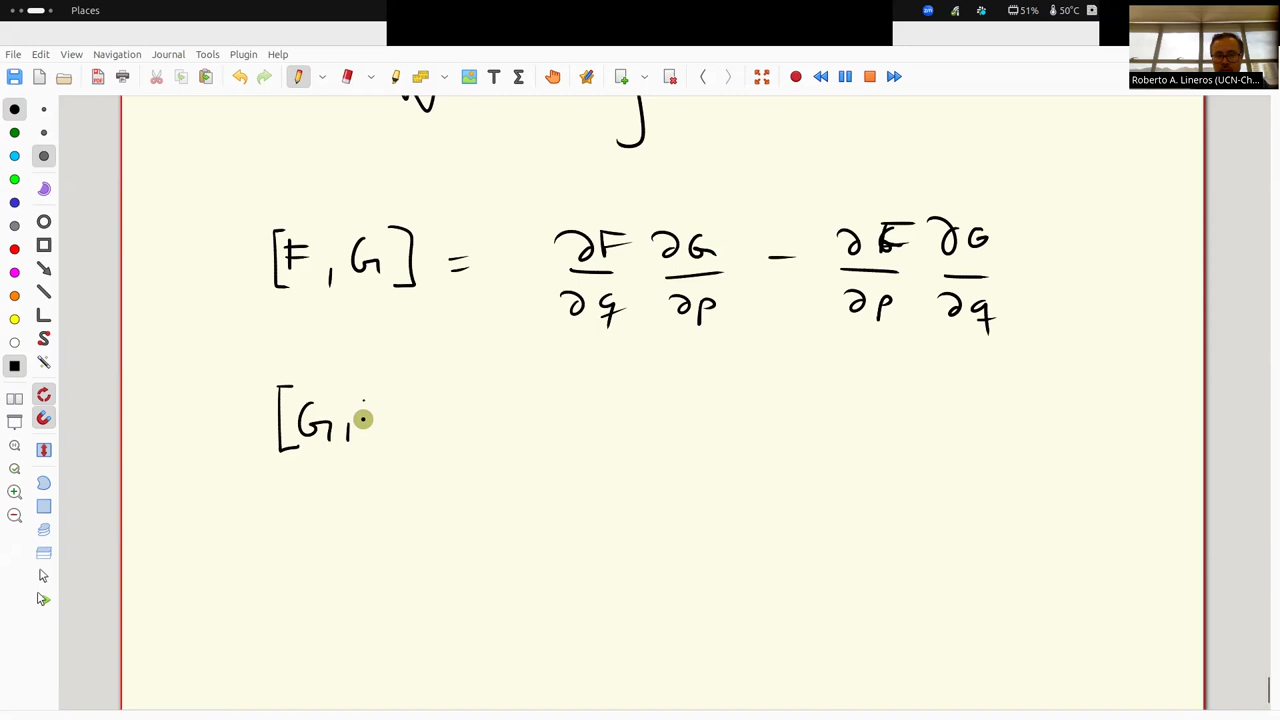 Places
51% 50°C
File Edit View Navigation Journal Tools Plugin Help
Roberto A. Lineros (UCN-Ch...
[F, G] = ∂F/∂q ∂G/∂p − ∂F/∂p ∂G/∂q
[G,